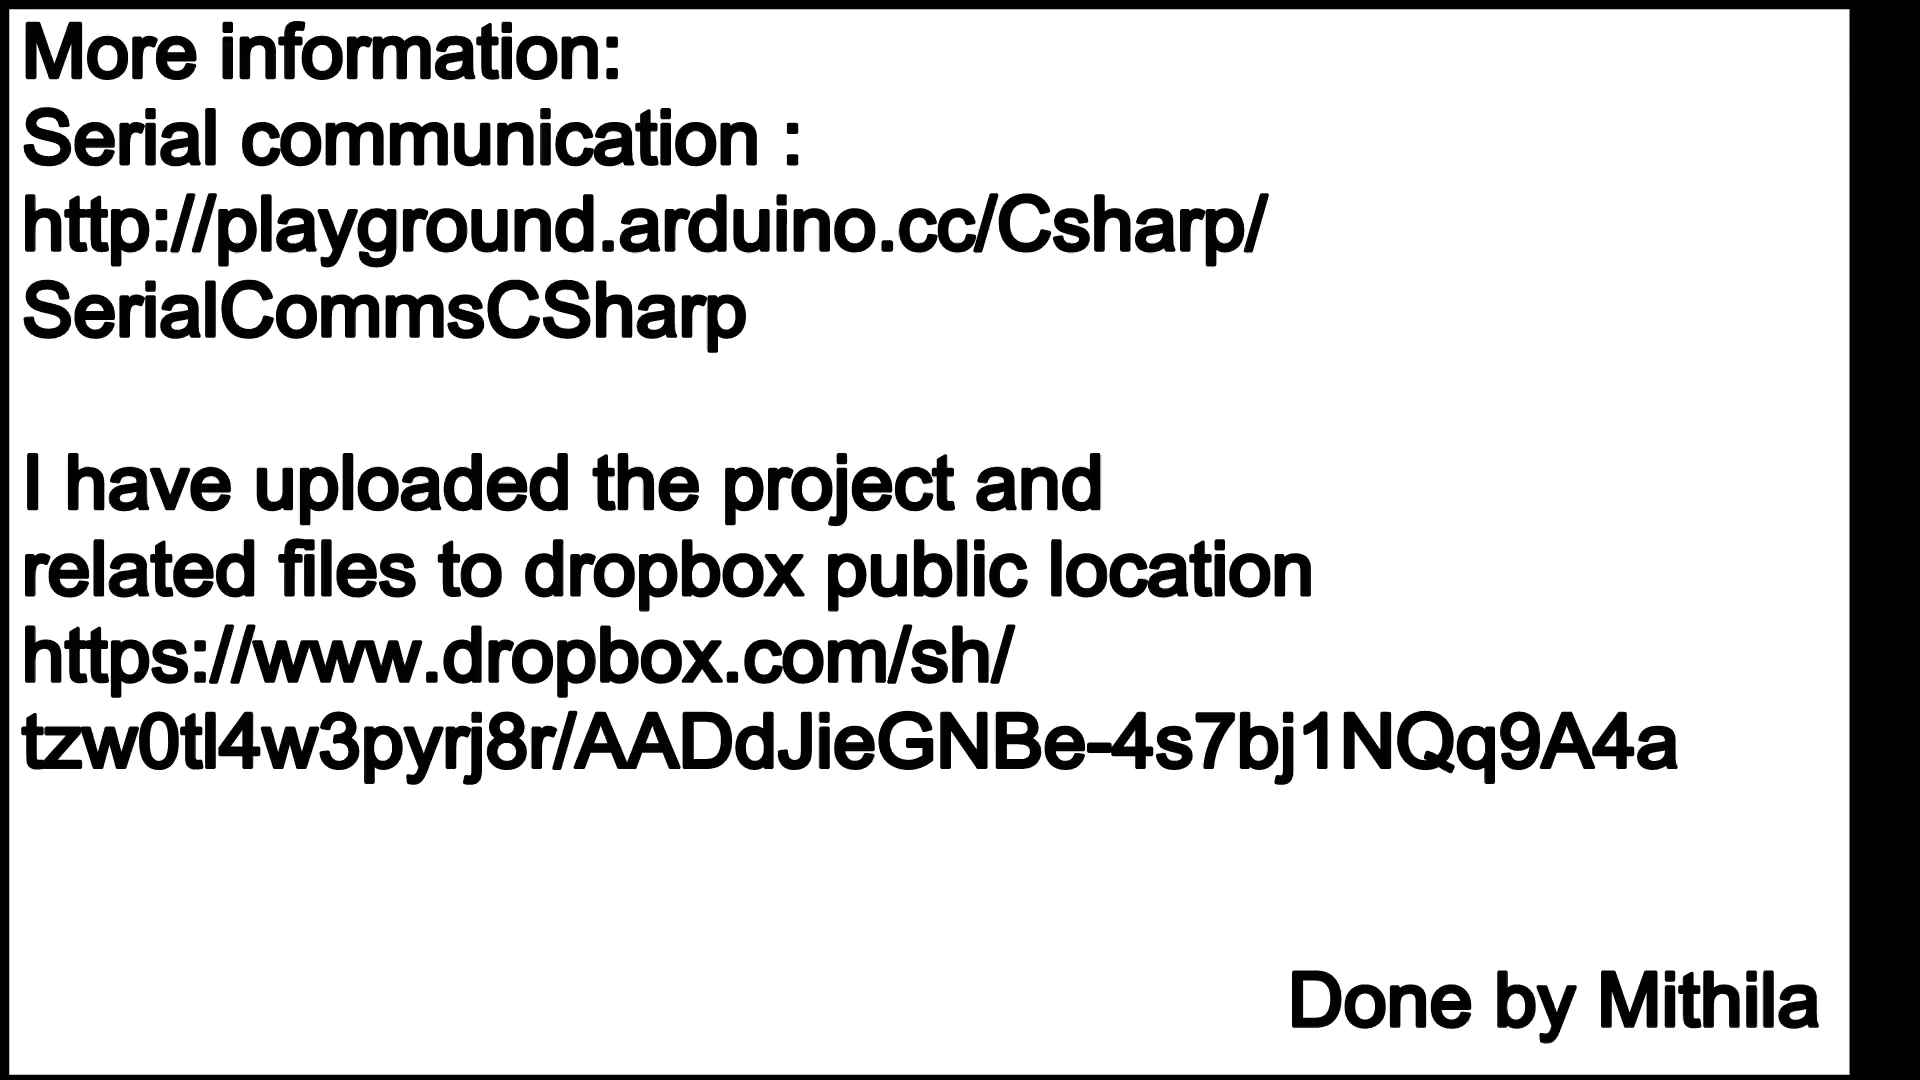 More information:
Serial communication :
http://playground.arduino.cc/Csharp/
SerialCommsCSharp
I have uploaded the project and
related files to dropbox public location
https://www.dropbox.com/sh/
tzw0tl4w3pyrj8r/AADdJieGNBe-4s7bj1NQq9A4a
Done by Mithila